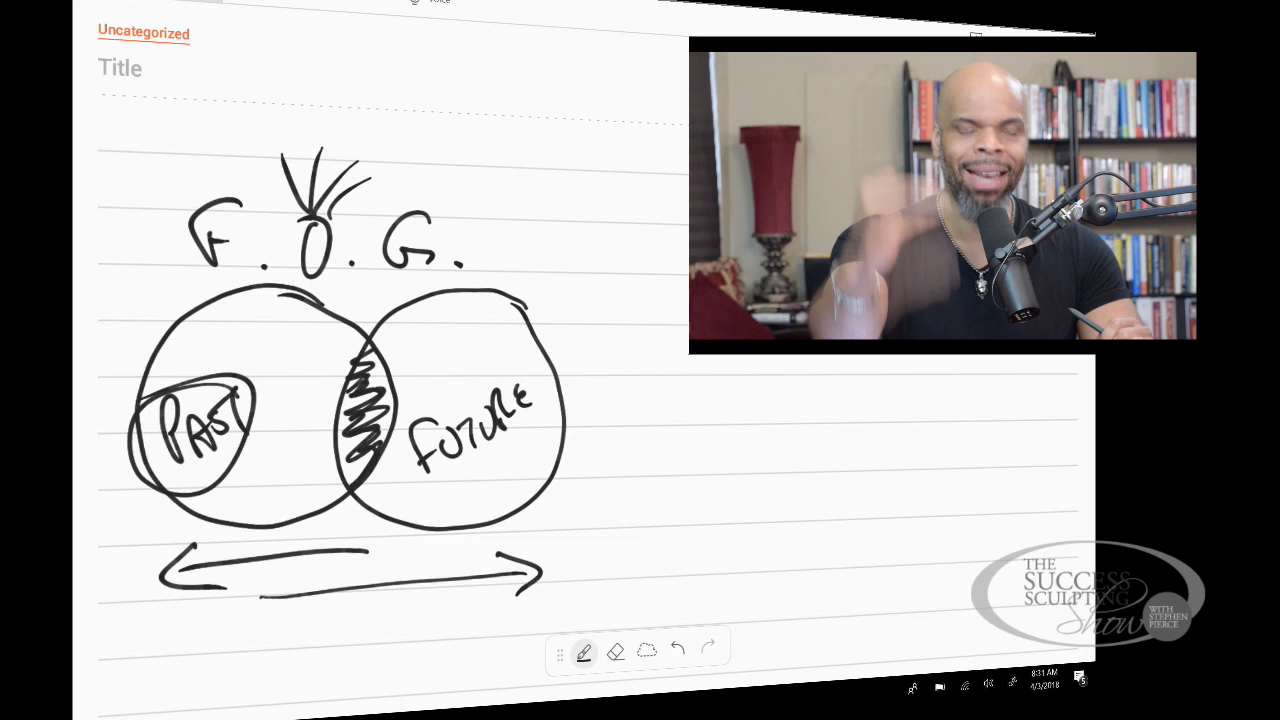 Uncategorized
Title
F. O. G.
PAST
FUTURE
THE
SUCCESS
SCULPTING
Show
WITH
STEPHEN
PIERCE
8:31 AM
4/3/2018